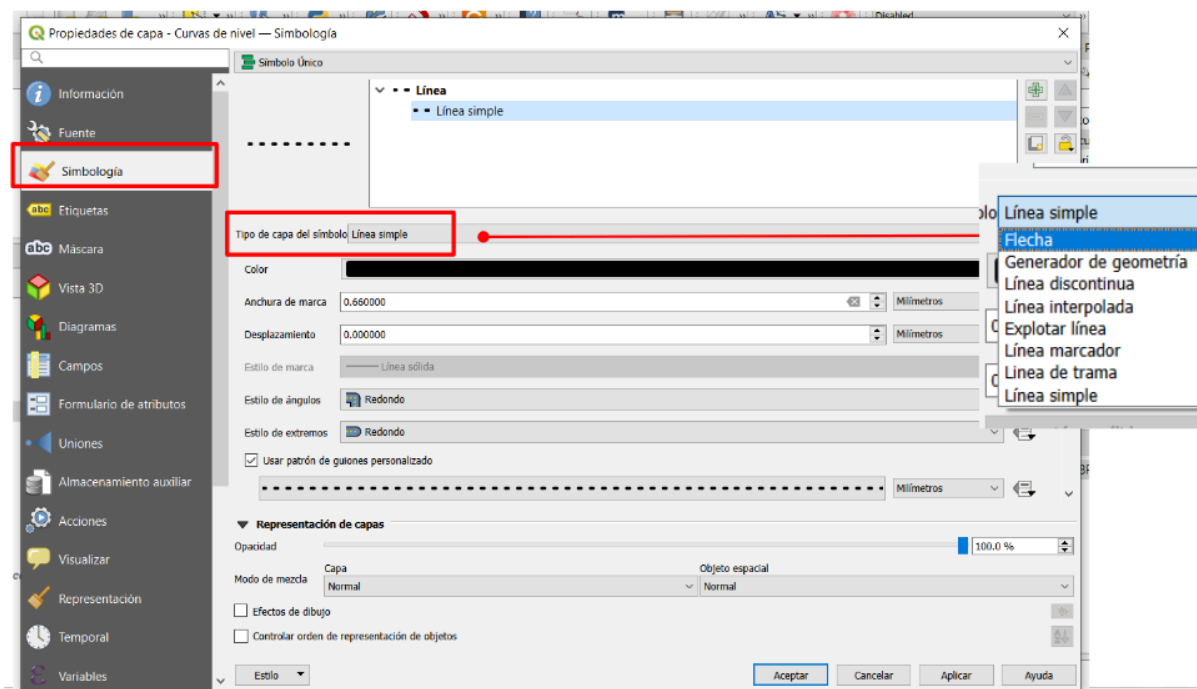 Disabled
Propiedades de capa - Curvas de nivel — Simbología
Símbolo Único
Información
Fuente
Simbología
abc Etiquetas
abc Máscara
Vista 3D
Diagramas
Campos
Formulario de atributos
Uniones
Almacenamiento auxiliar
Acciones
Visualizar
Representación
Temporal
Variables
Línea
Línea simple
Tipo de capa del símbolo Línea simple
Color
Anchura de marca 0.660000 Milímetros
Desplazamiento 0.000000 Milímetros
Estilo de marca Línea sólida
Estilo de ángulos Redondo
Estilo de extremos Redondo
Usar patrón de guiones personalizado
Milímetros
Representación de capas
Opacidad 100.0 %
Capa Objeto espacial
Modo de mezcla Normal Normal
Efectos de dibujo
Controlar orden de representación de objetos
Estilo Aceptar Cancelar Aplicar Ayuda
olo Línea simple
Flecha
Generador de geometría
Línea discontinua
Línea interpolada
Explotar línea
Línea marcador
Linea de trama
Línea simple